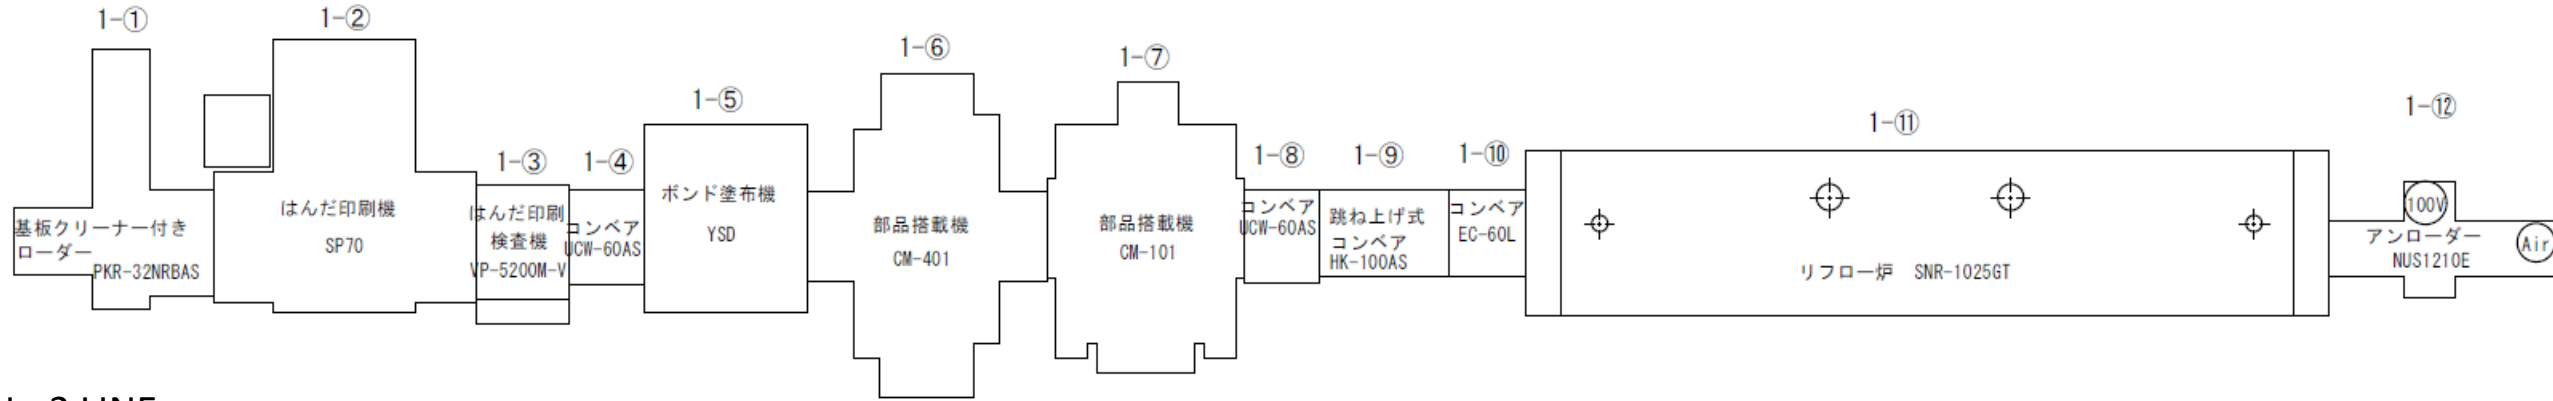 1-①
1-②
1-③
1-④
1-⑤
1-⑥
1-⑦
1-⑧
1-⑨
1-⑩
1-⑪
1-⑫
基板クリーナー付き
ローダー
PKR-32NRBAS
はんだ印刷機
SP70
はんだ印刷
検査機
VP-5200M-V
コンベア
UCW-60AS
ボンド塗布機
YSD
部品搭載機
CM-401
部品搭載機
CM-101
コンベア
UCW-60AS
跳ね上げ式
コンベア
HK-100AS
コンベア
EC-60L
リフロー炉 SNR-1025GT
100V
アンローダー
NUS1210E
Air